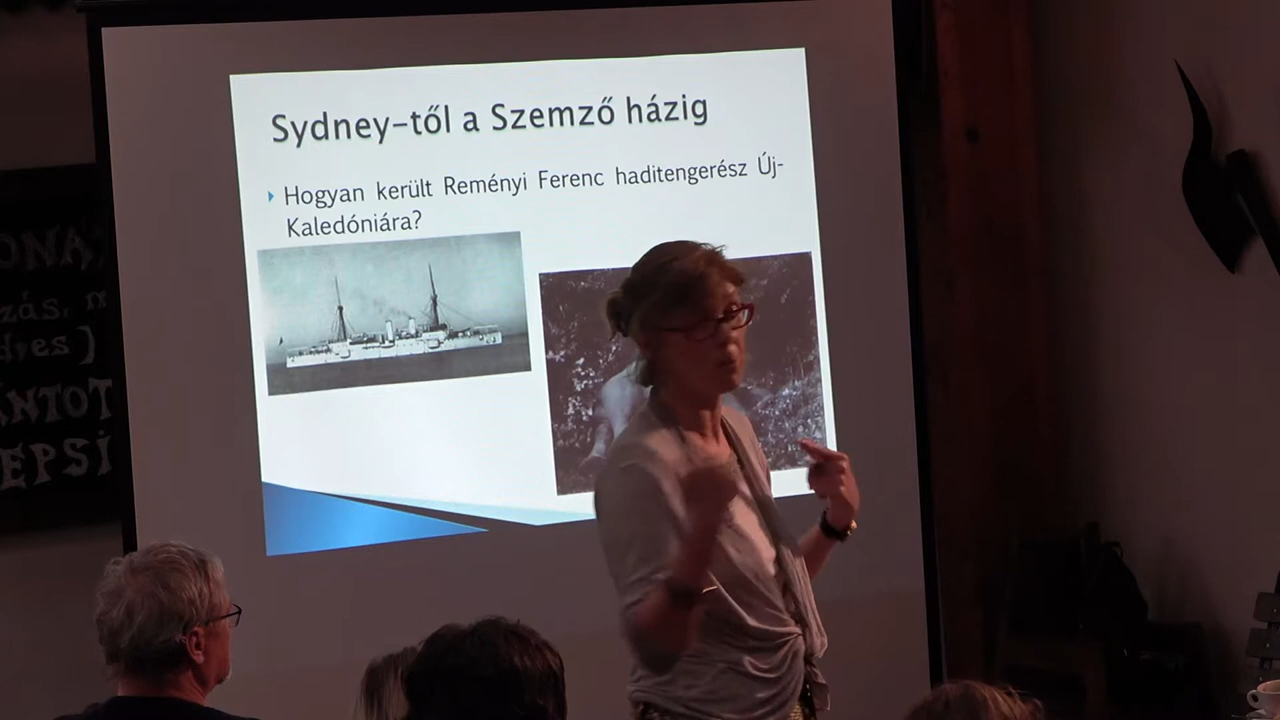 Sydney-től a Szemző házig
Hogyan került Reményi Ferenc haditengerész Új-
Kaledóniára?